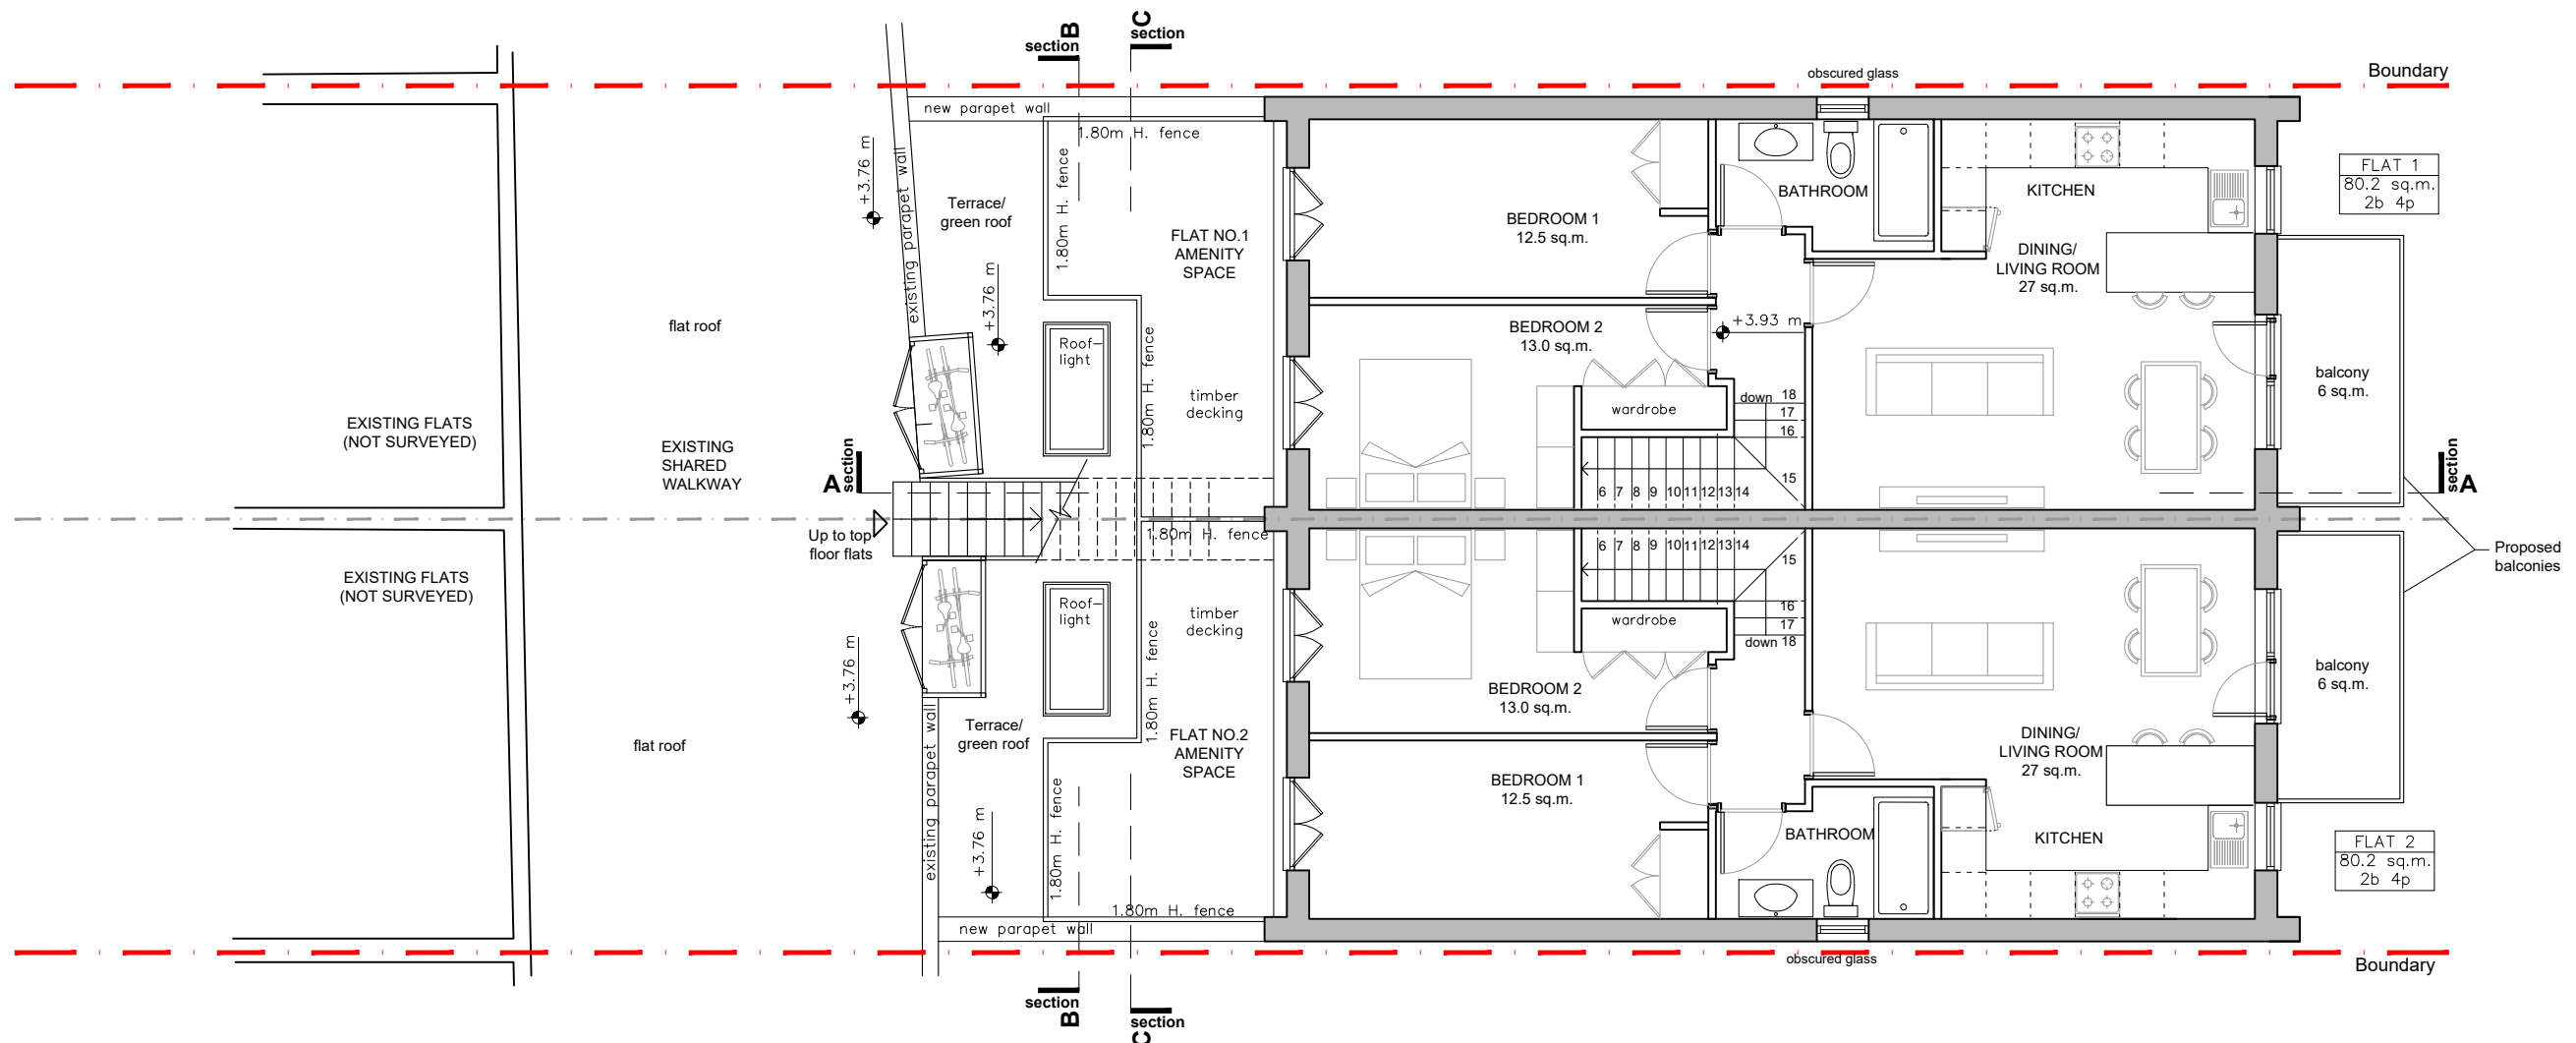 B
section
C
section
obscured glass
Boundary
new parapet wall
1.80m H. fence
+3.76 m
existing parapet wall
Terrace/
green roof
1.80m H. fence
FLAT NO.1
AMENITY
SPACE
BEDROOM 1
12.5 sq.m.
BATHROOM
KITCHEN
DINING/
LIVING ROOM
27 sq.m.
FLAT 1
80.2 sq.m.
2b 4p
+3.76 m
flat roof
Roof-
light
1.80m H. fence
timber
decking
BEDROOM 2
13.0 sq.m.
+3.93 m
wardrobe
down 18
17
16
15
6 7 8 9 10 11 12 13 14
balcony
6 sq.m.
EXISTING FLATS
(NOT SURVEYED)
EXISTING
SHARED
WALKWAY
A
section
section
A
Up to top
floor flats
1.80m H. fence
6 7 8 9 10 11 12 13 14
15
16
17
down 18
Proposed
balconies
EXISTING FLATS
(NOT SURVEYED)
Roof-
light
timber
decking
wardrobe
1.80m H. fence
+3.76 m
BEDROOM 2
13.0 sq.m.
balcony
6 sq.m.
flat roof
existing parapet wall
Terrace/
green roof
FLAT NO.2
AMENITY
SPACE
BEDROOM 1
12.5 sq.m.
DINING/
LIVING ROOM
27 sq.m.
BATHROOM
KITCHEN
FLAT 2
80.2 sq.m.
2b 4p
+3.76 m
1.80m H. fence
1.80m H. fence
new parapet wall
obscured glass
Boundary
section
B
section
C